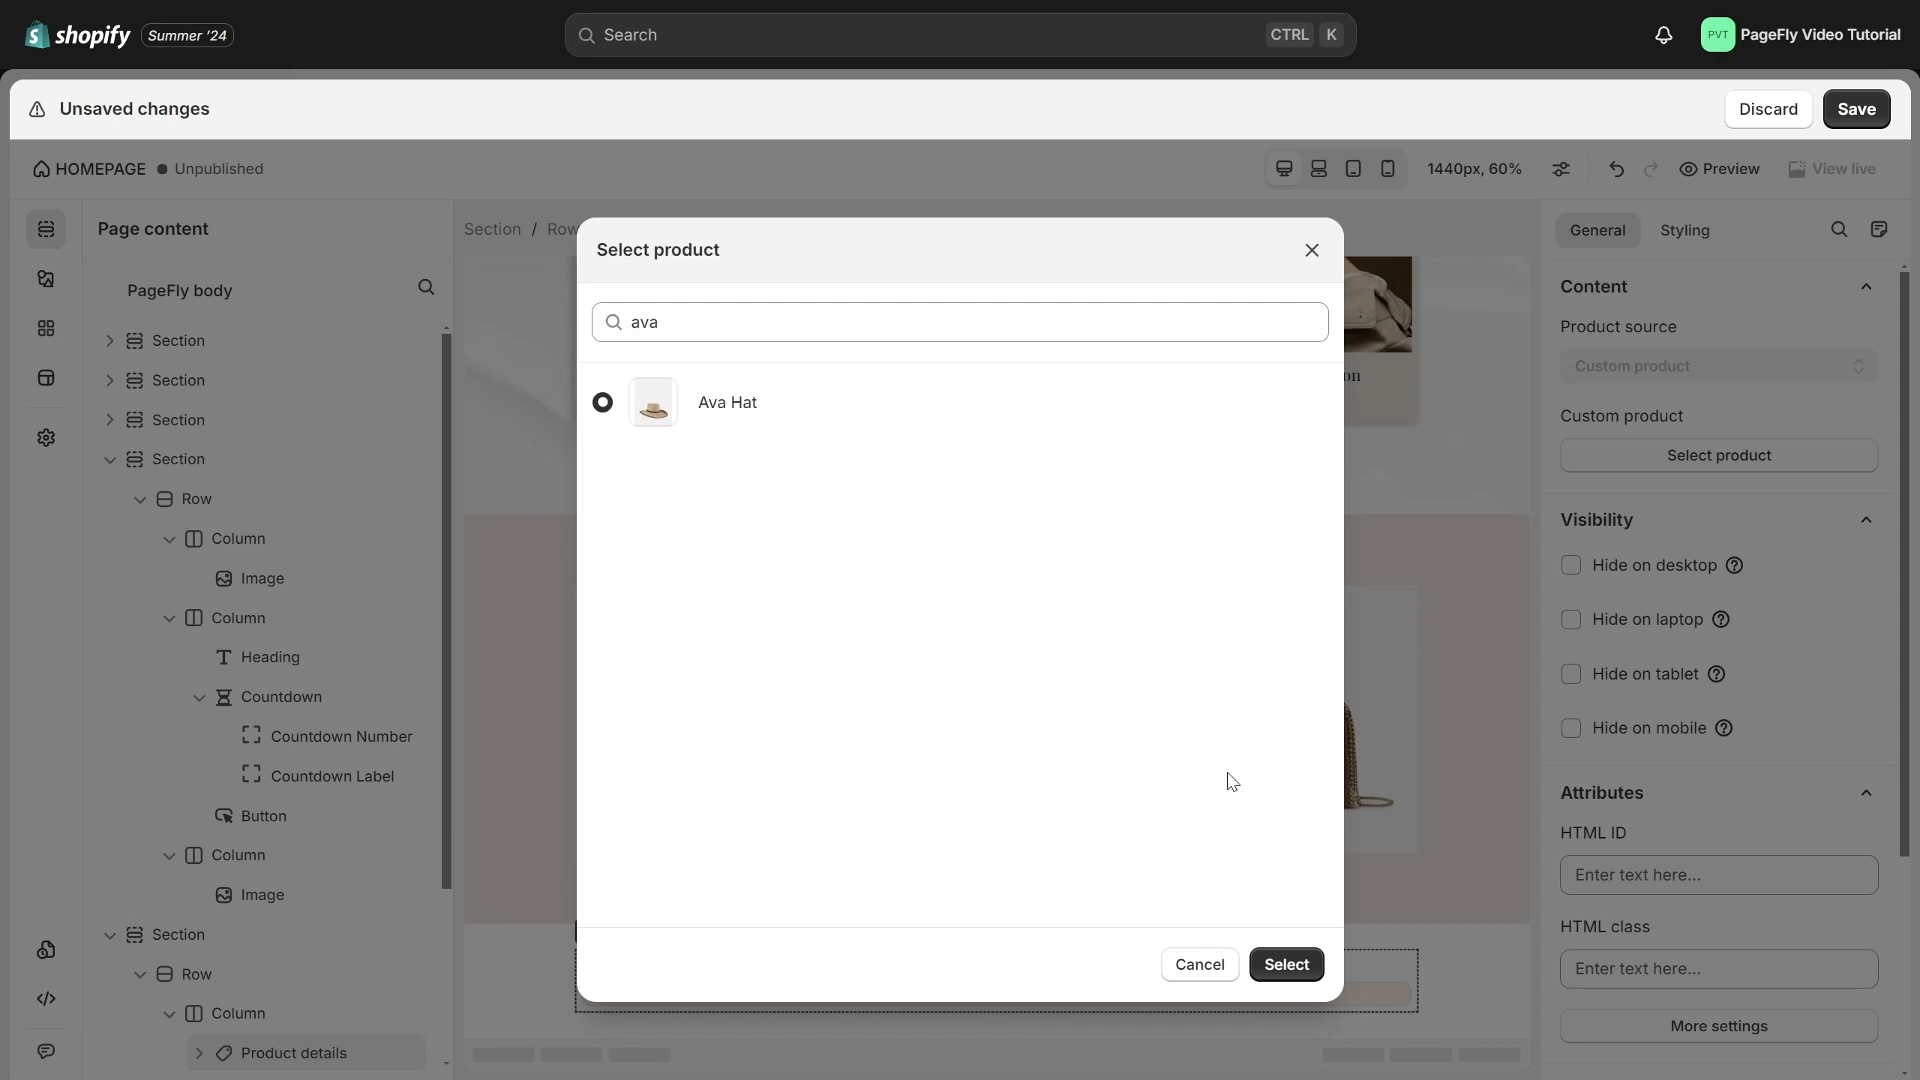 shopify
Summer '24
Search
CTRL K
PVT
PageFly Video Tutorial
Unsaved changes
Discard
Save
HOMEPAGE
Unpublished
1440px, 60%
Preview
View live
Page content
PageFly body
Section
Section
Section
Section
Row
Column
Image
Column
Heading
Countdown
Countdown Number
Countdown Label
Button
Column
Image
Section
Row
Column
Product details
Section / Row
Select product
ava
Ava Hat
Cancel
Select
on
General
Styling
Content
Product source
Custom product
Custom product
Select product
Visibility
Hide on desktop
Hide on laptop
Hide on tablet
Hide on mobile
Attributes
HTML ID
Enter text here...
HTML class
Enter text here...
More settings